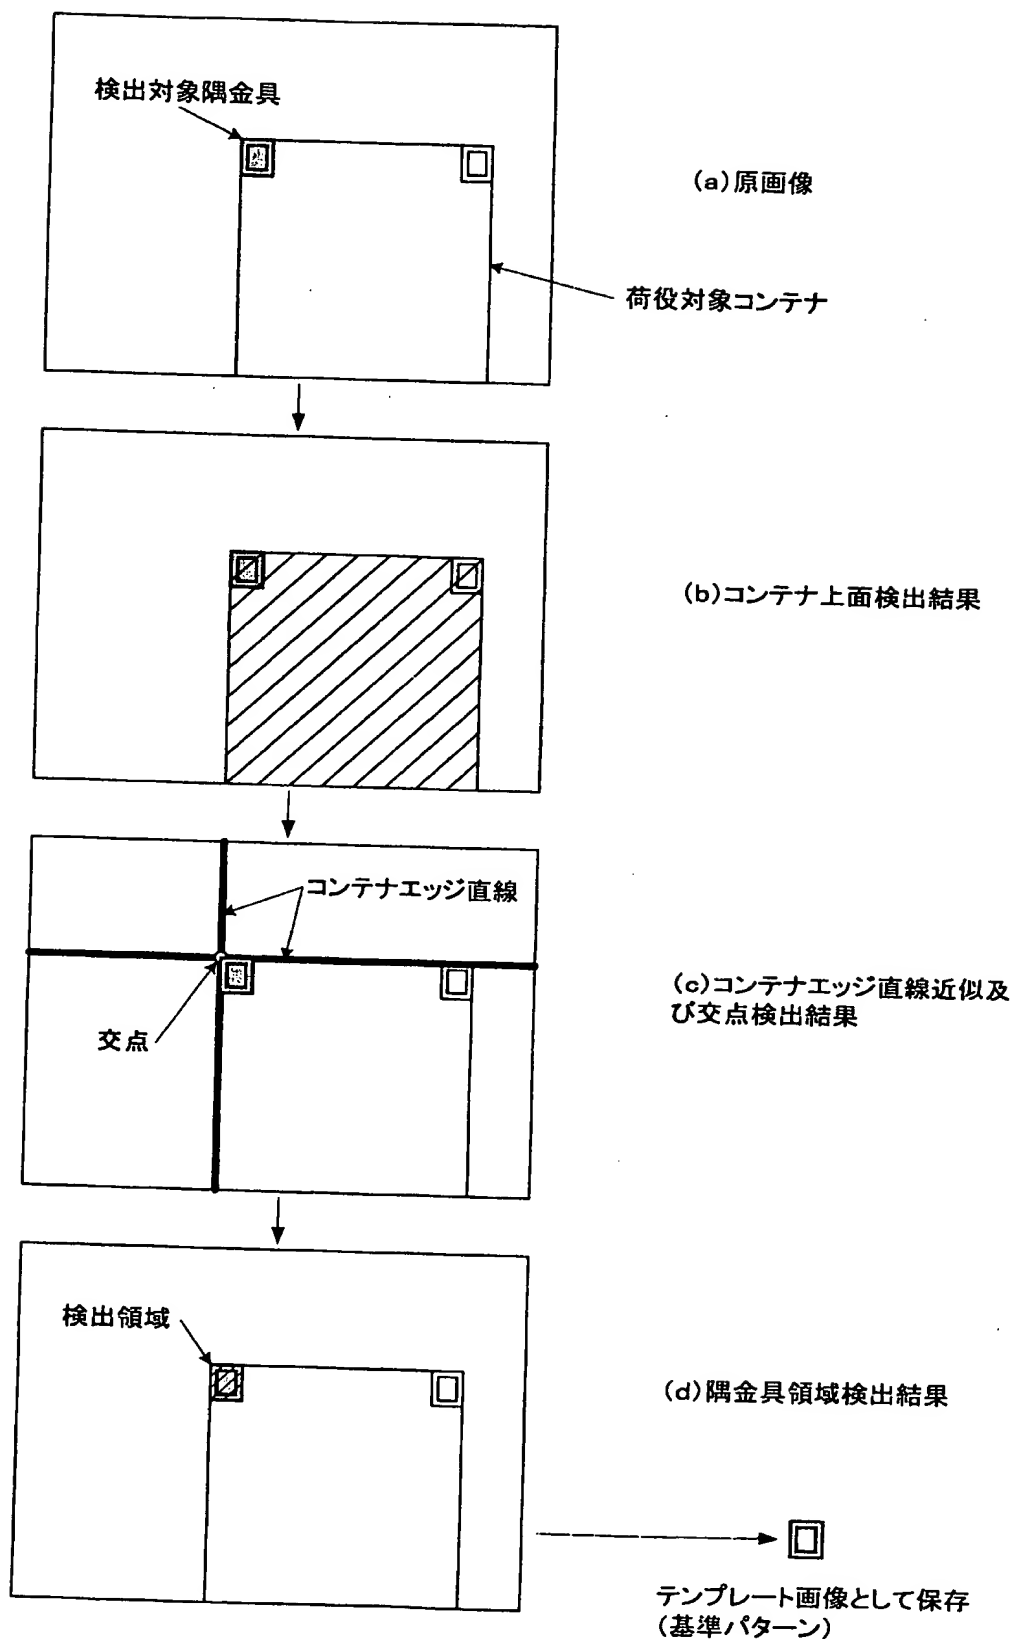 検出対象隅金具
(a)原画像
荷役対象コンテナ
(b)コンテナ上面検出結果
コンテナエッジ直線
(c)コンテナエッジ直線近似及
び交点検出結果
交点
検出領域
(d)隅金具領域検出結果
テンプレート画像として保存
(基準パターン)